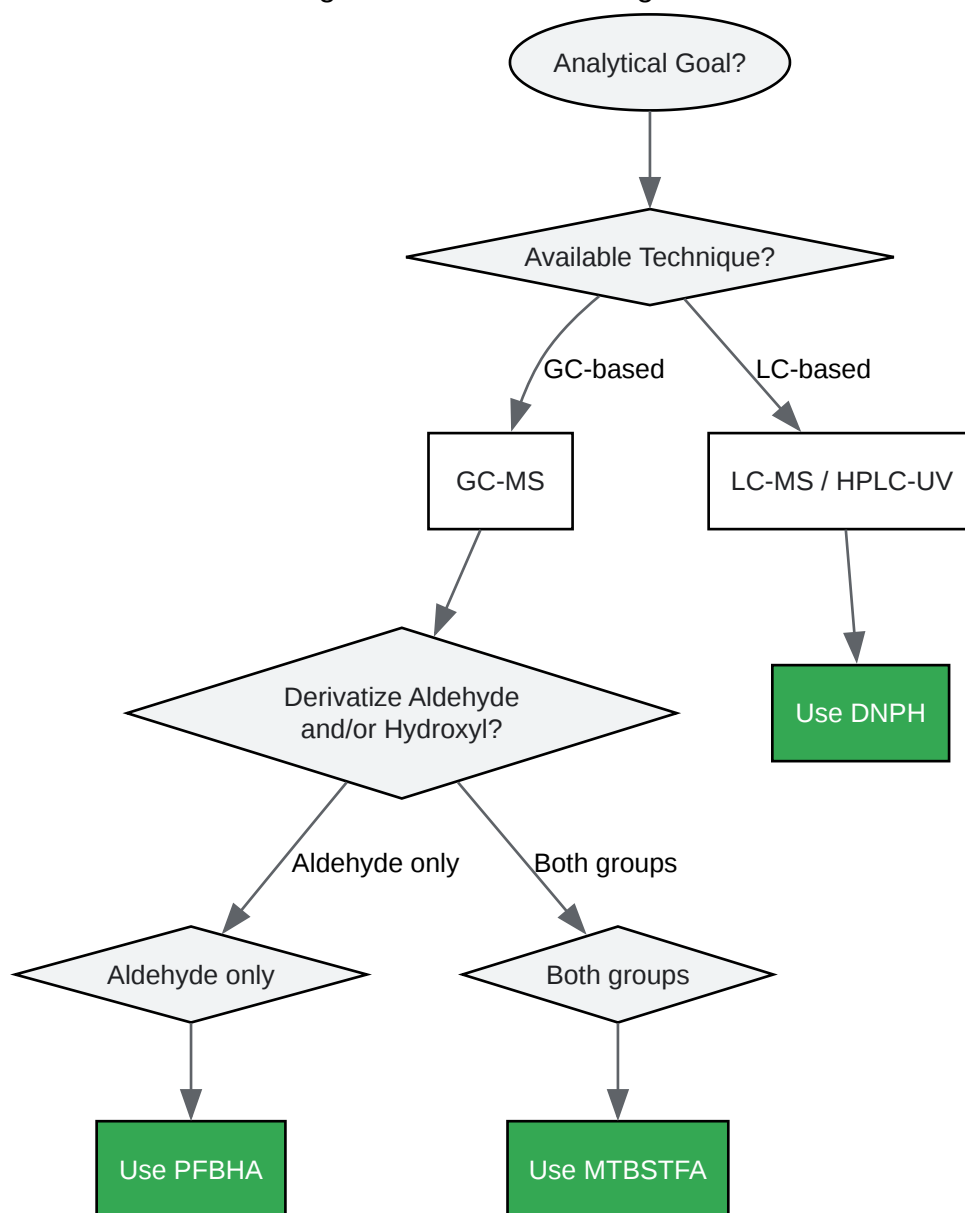 Analytical Goal?
Available Technique?
GC-based
LC-based
GC-MS
LC-MS / HPLC-UV
Derivatize Aldehyde
and/or Hydroxyl?
Use DNPH
Aldehyde only
Both groups
Aldehyde only
Both groups
Use PFBHA
Use MTBSTFA